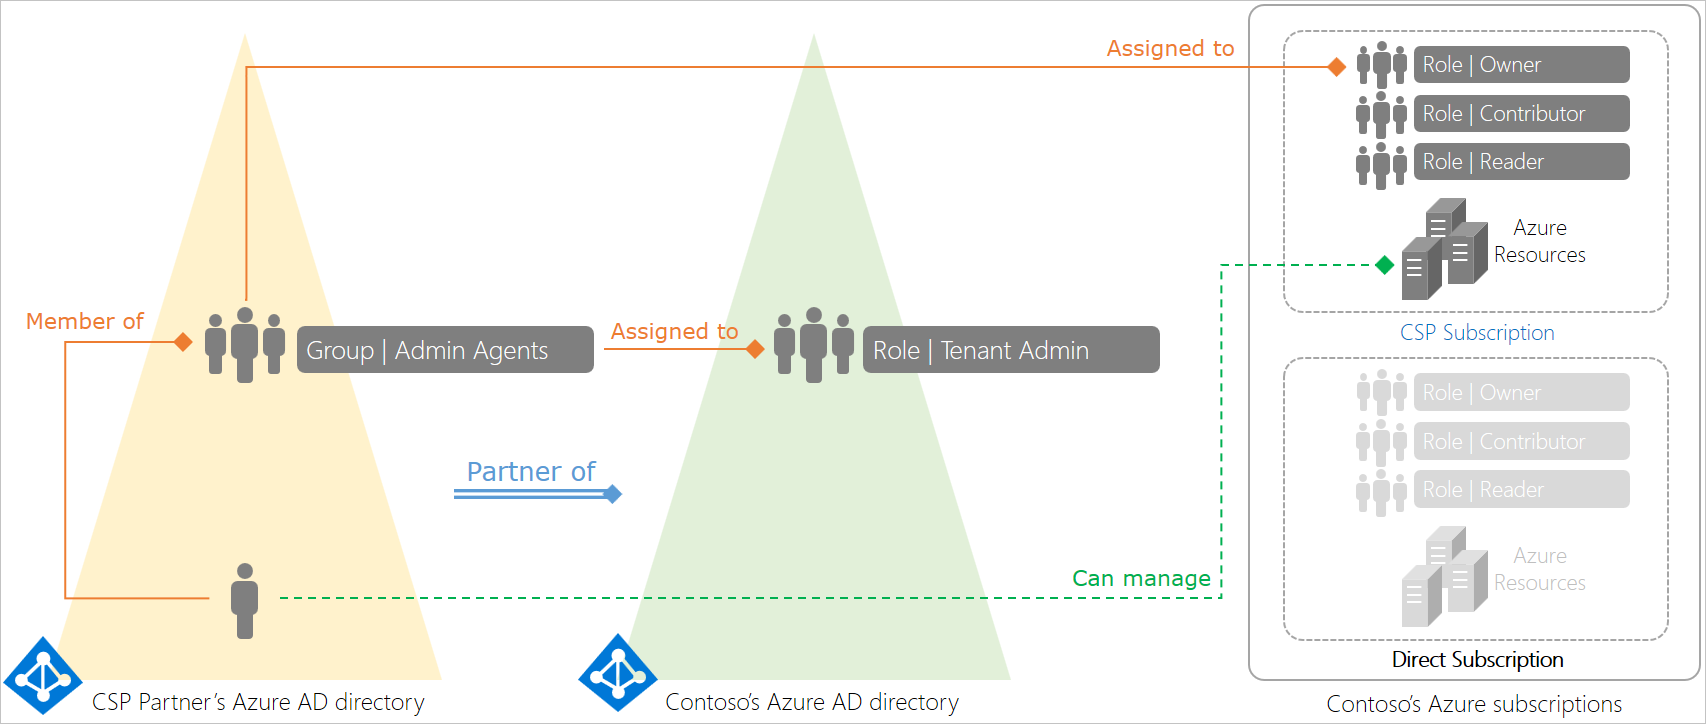 Assigned to
Role | Owner
Role | Contributor
Role | Reader
Azure
Resources
CSP Subscription
Member of
Group | Admin Agents
Assigned to
Role | Tenant Admin
Partner of
Can manage
Role | Owner
Role | Contributor
Role | Reader
Azure
Resources
Direct Subscription
CSP Partner’s Azure AD directory
Contoso’s Azure AD directory
Contoso’s Azure subscriptions